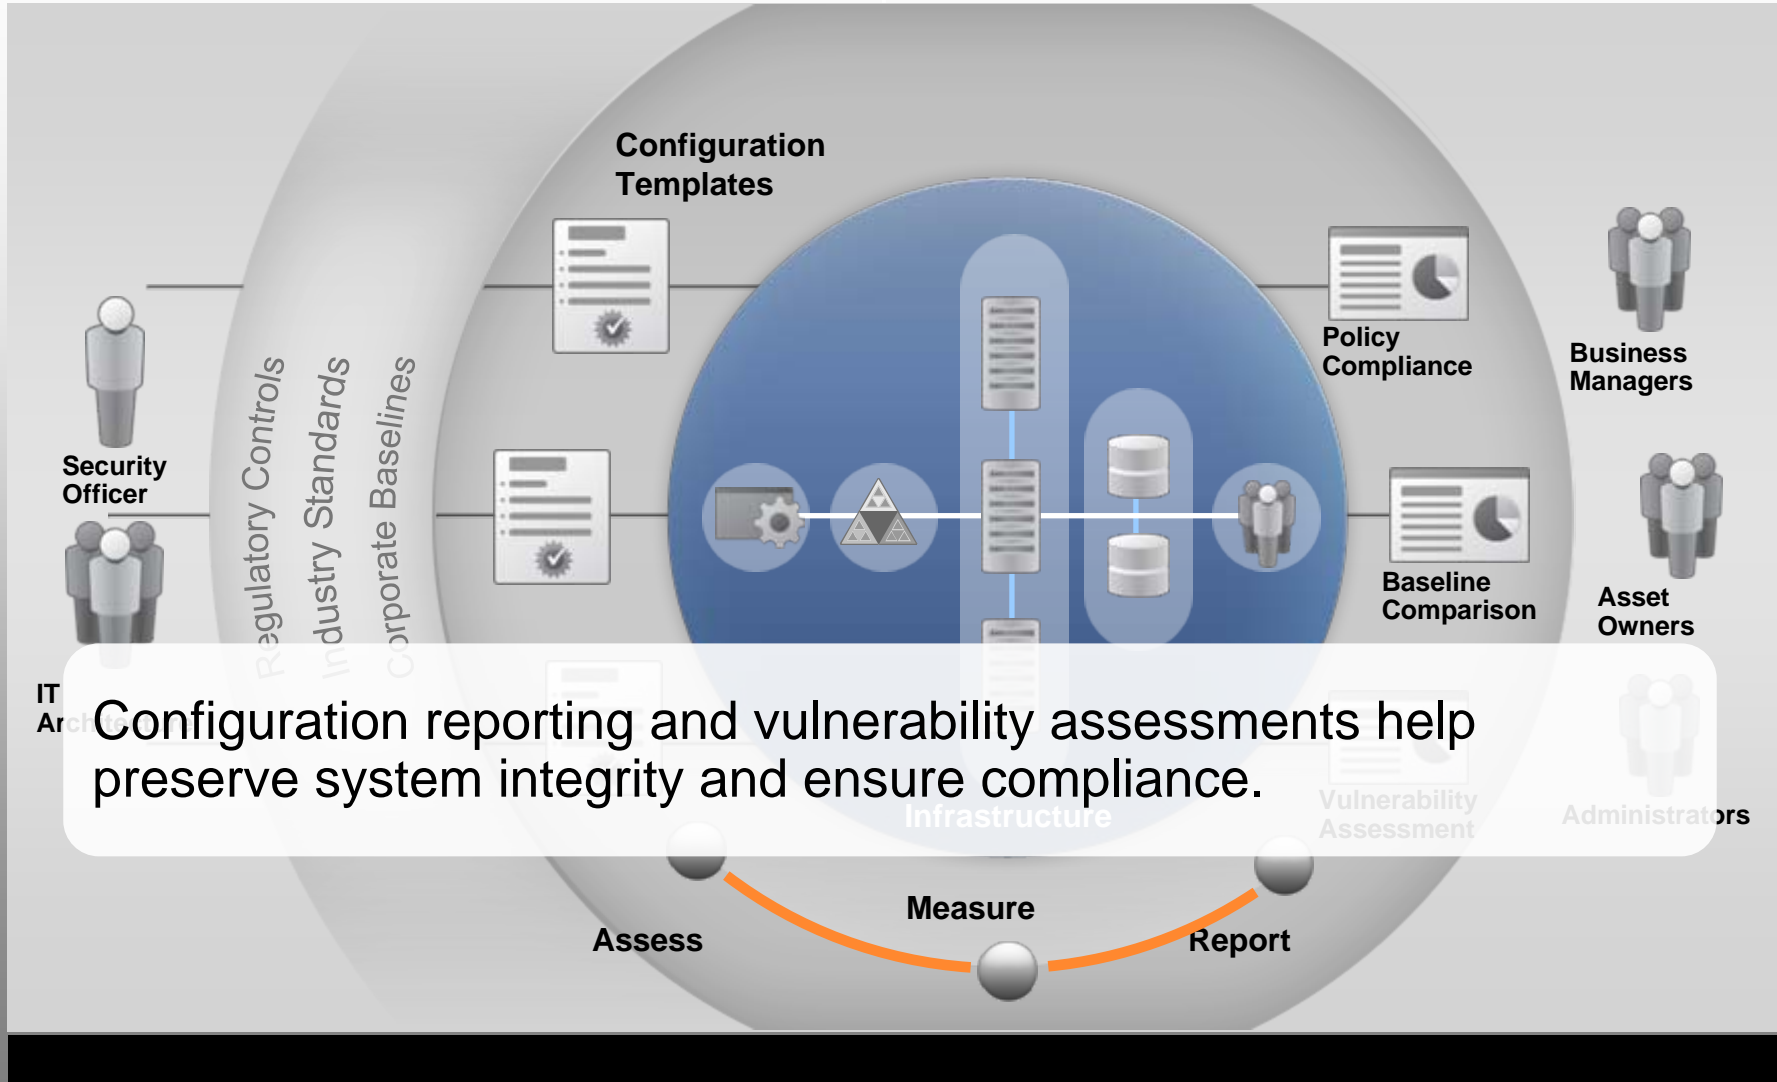 Configuration
Templates
Security
Officer
IT
Architecture
Regulatory Controls
Industry Standards
Corporate Baselines
Policy
Compliance
Business
Managers
Baseline
Comparison
Asset
Owners
Configuration reporting and vulnerability assessments help
preserve system integrity and ensure compliance.
Infrastructure
Vulnerability
Assessment
Administrators
Assess
Measure
Report